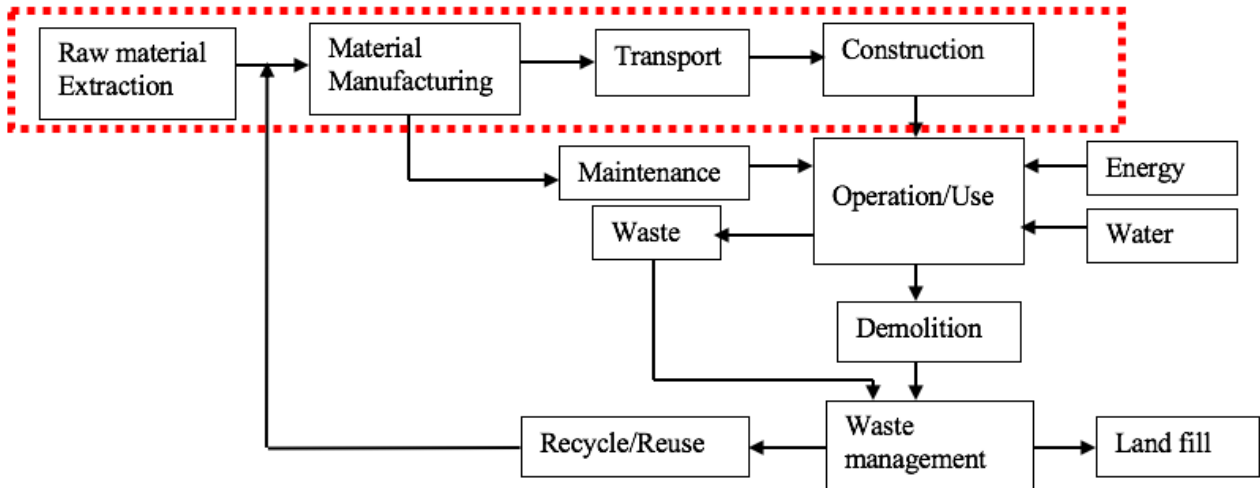 Raw material
Extraction
Material
Manufacturing
Transport
Construction
Maintenance
Operation/Use
Energy
Waste
Water
Demolition
Recycle/Reuse
Waste
management
Land fill